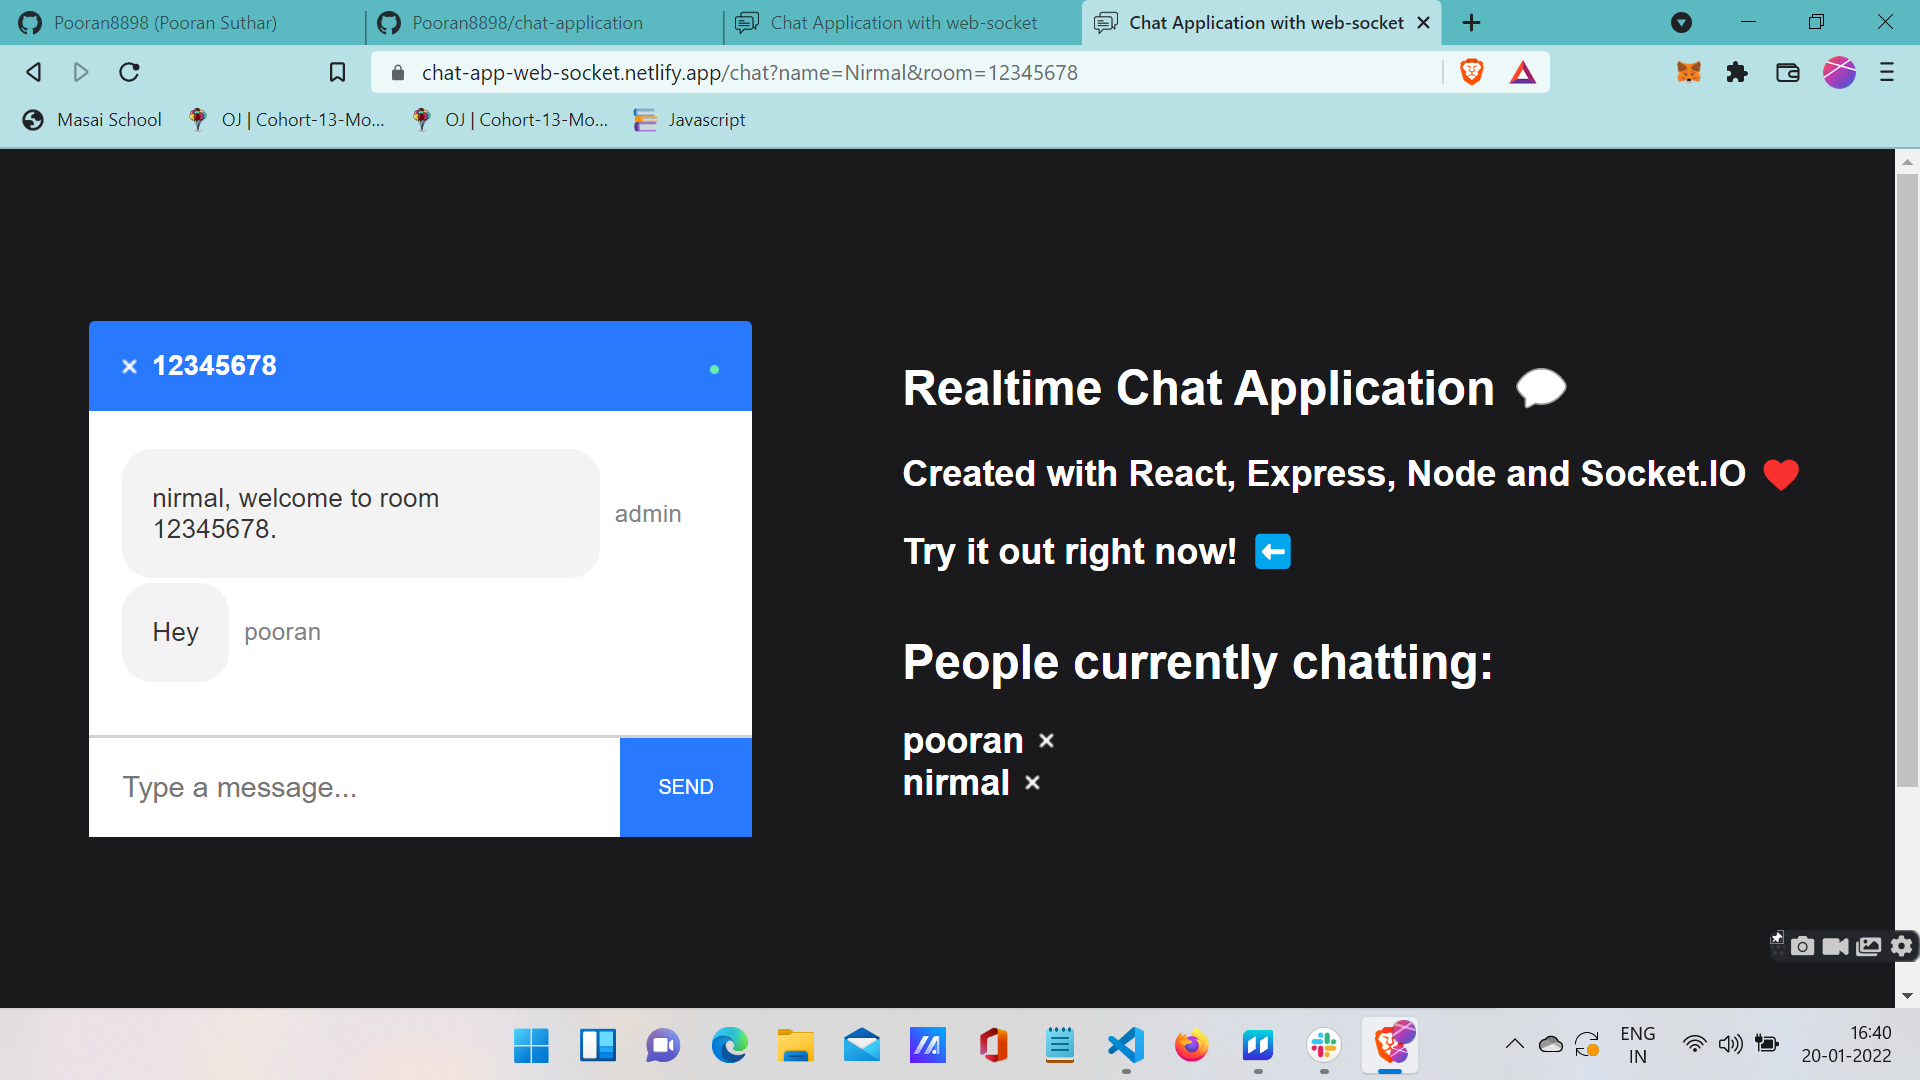 Pooran8898 (Pooran Suthar)
Pooran8898/chat-application
Chat Application with web-socket
Chat Application with web-socket
chat-app-web-socket.netlify.app/chat?name=Nirmal&room=12345678
Masai School
OJ | Cohort-13-Mo...
OJ | Cohort-13-Mo...
Javascript
12345678
nirmal, welcome to room
12345678.
admin
Hey
pooran
Type a message...
SEND
Realtime Chat Application
Created with React, Express, Node and Socket.IO
Try it out right now!
People currently chatting:
pooran
nirmal
ENG
IN
16:40
20-01-2022